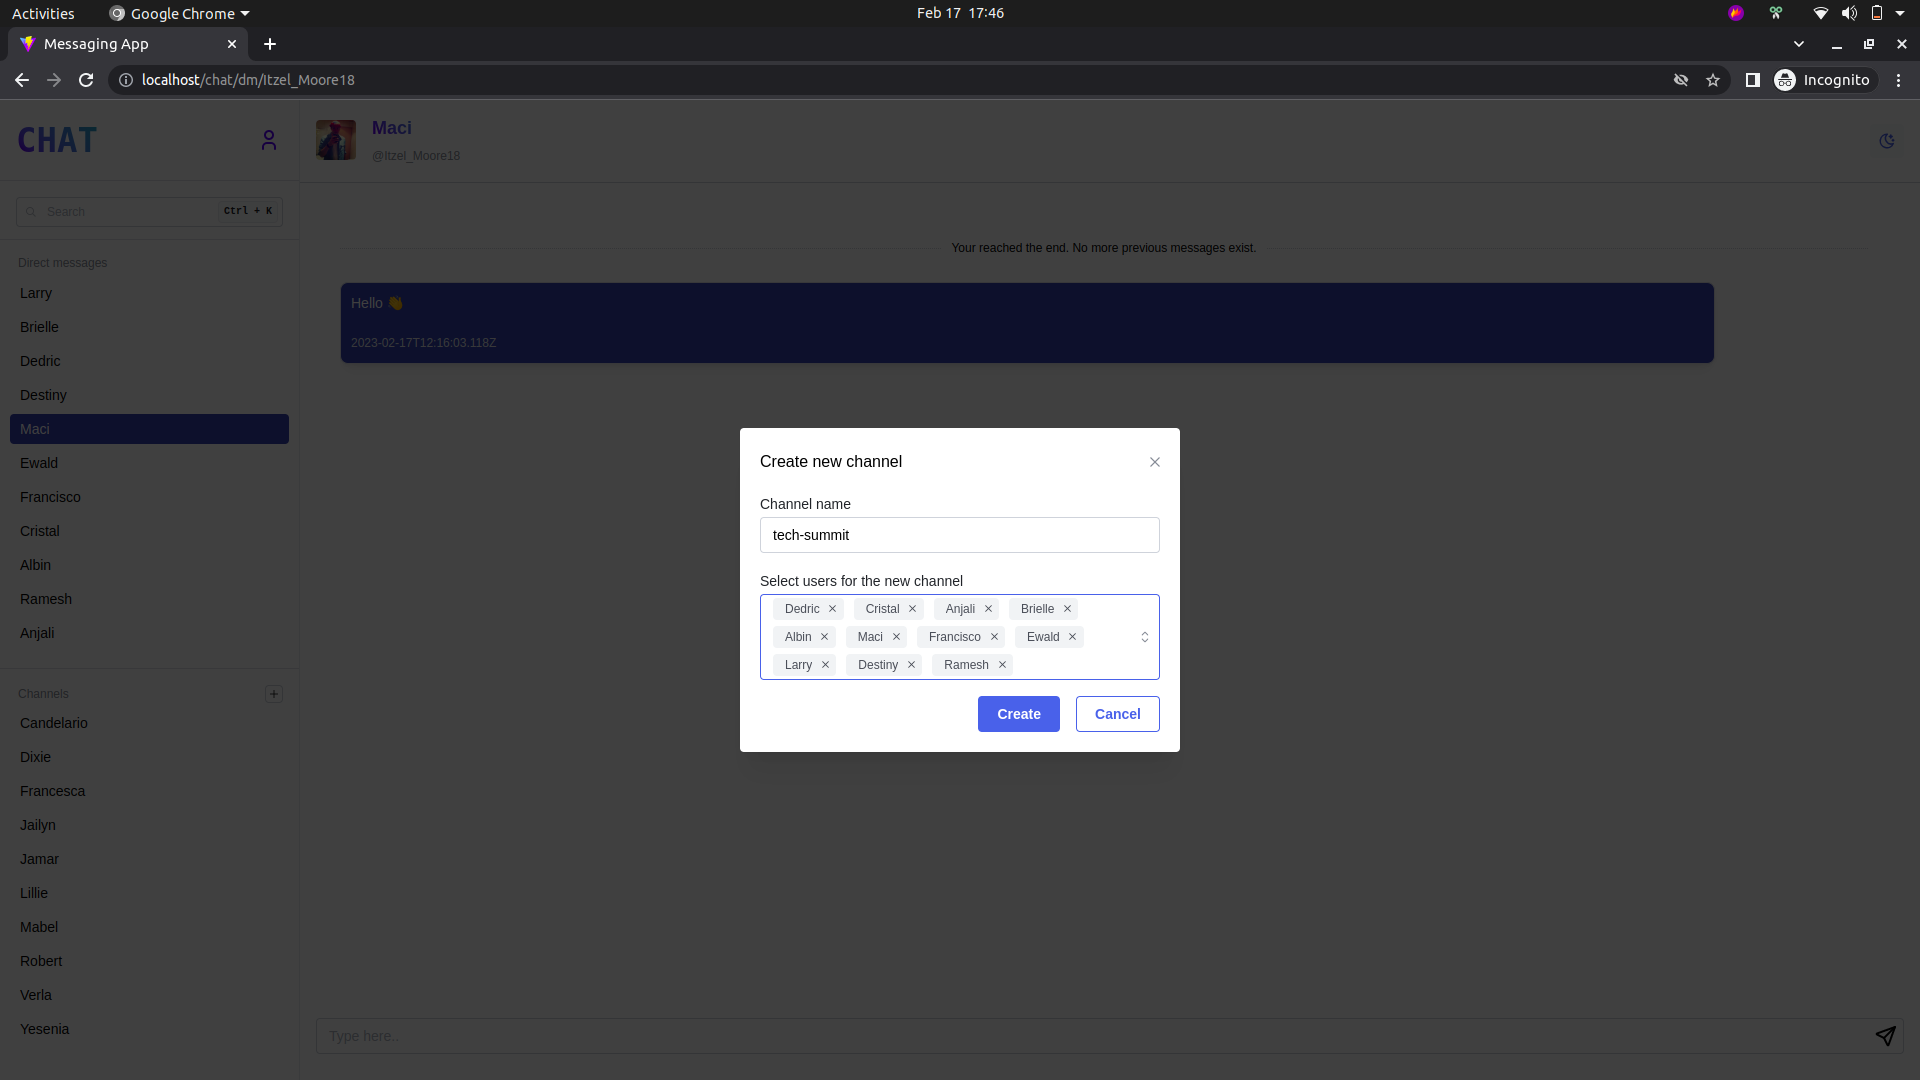 Activities Google Chrome Feb 17 17:46
Messaging App
localhost/chat/dm/Itzel_Moore18 Incognito
CHAT
Search Ctrl + K
Direct messages
Larry
Brielle
Dedric
Destiny
Maci
Ewald
Francisco
Cristal
Albin
Ramesh
Anjali
Channels
Candelario
Dixie
Francesca
Jailyn
Jamar
Lillie
Mabel
Robert
Verla
Yesenia
Maci
@Itzel_Moore18
Your reached the end. No more previous messages exist.
Hello 👋
2023-02-17T12:16:03.118Z
Create new channel
Channel name
tech-summit
Select users for the new channel
Dedric Cristal Anjali Brielle
Albin Maci Francisco Ewald
Larry Destiny Ramesh
Create Cancel
Type here..